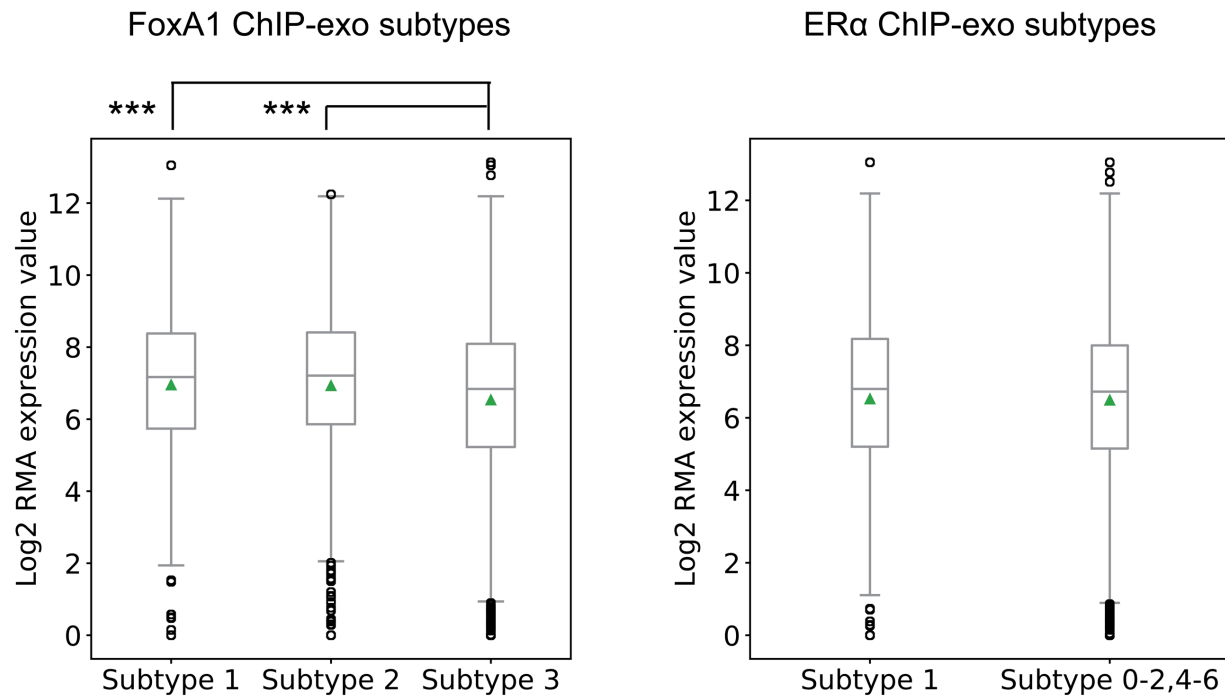 FoxA1 ChIP-exo subtypes
*** ***
Log2 RMA expression value
12
10
8
6
4
2
0
Subtype 1 Subtype 2 Subtype 3
ERα ChIP-exo subtypes
Log2 RMA expression value
12
10
8
6
4
2
0
Subtype 1 Subtype 0-2,4-6